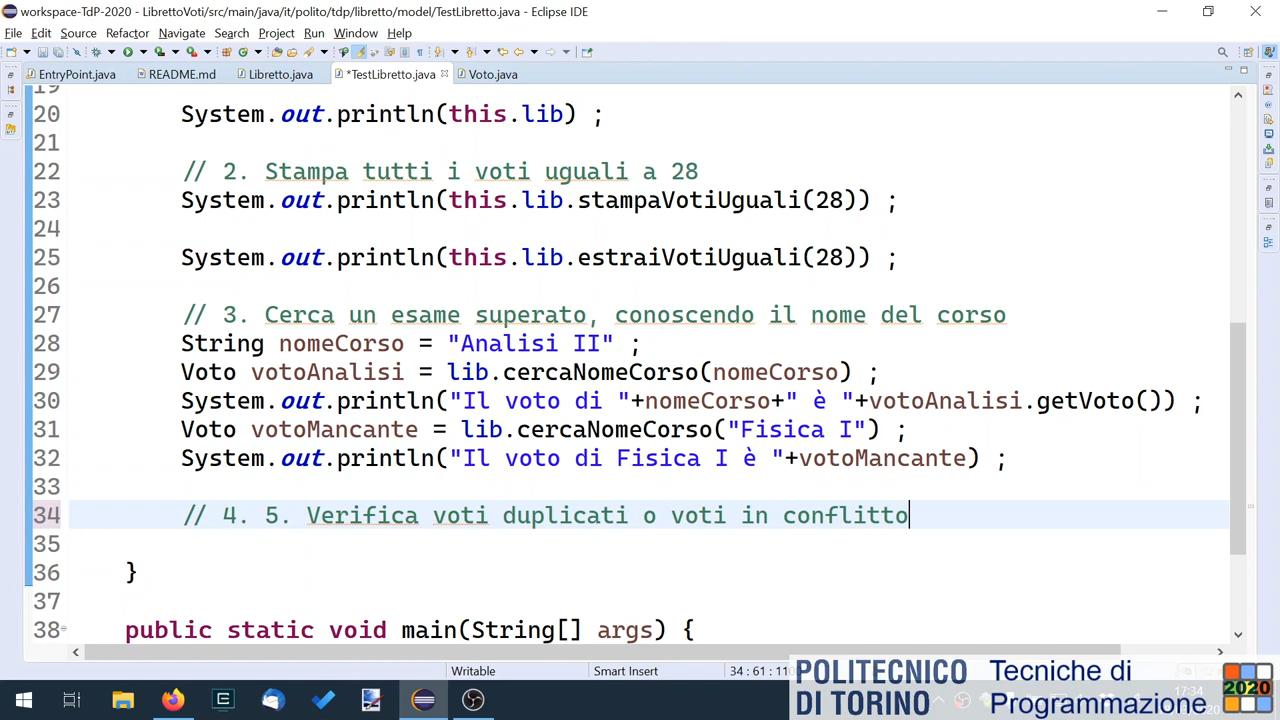 workspace-TdP-2020 - LibrettoVoti/src/main/java/it/polito/tdp/libretto/model/TestLibretto.java - Eclipse IDE
File Edit Source Refactor Navigate Search Project Run Window Help
EntryPoint.java README.md Libretto.java *TestLibretto.java Voto.java
19
20 System.out.println(this.lib) ;
21
22 // 2. Stampa tutti i voti uguali a 28
23 System.out.println(this.lib.stampaVotiUguali(28)) ;
24
25 System.out.println(this.lib.estraiVotiUguali(28)) ;
26
27 // 3. Cerca un esame superato, conoscendo il nome del corso
28 String nomeCorso = "Analisi II" ;
29 Voto votoAnalisi = lib.cercaNomeCorso(nomeCorso) ;
30 System.out.println("Il voto di "+nomeCorso+" è "+votoAnalisi.getVoto()) ;
31 Voto votoMancante = lib.cercaNomeCorso("Fisica I") ;
32 System.out.println("Il voto di Fisica I è "+votoMancante) ;
33
34 // 4. 5. Verifica voti duplicati o voti in conflitto
35
36 }
37
38 public static void main(String[] args) {
Writable Smart Insert 34 : 61 : 110
POLITECNICO DI TORINO
Tecniche di Programmazione
2020
17:34